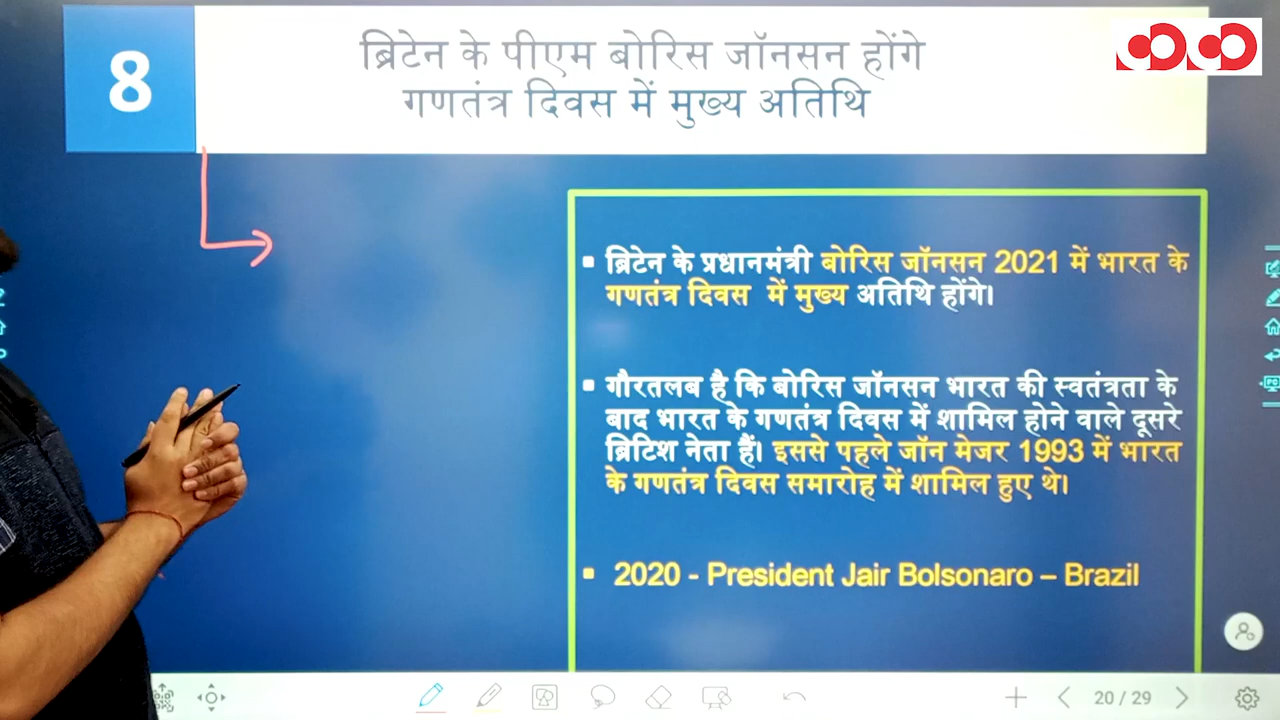 8
ब्रिटेन के पीएम बोरिस जॉनसन होंगे
गणतंत्र दिवस में मुख्य अतिथि
▪ ब्रिटेन के प्रधानमंत्री बोरिस जॉनसन 2021 में भारत के
गणतंत्र दिवस में मुख्य अतिथि होंगे।
▪ गौरतलब है कि बोरिस जॉनसन भारत की स्वतंत्रता के
बाद भारत के गणतंत्र दिवस में शामिल होने वाले दूसरे
ब्रिटिश नेता हैं। इससे पहले जॉन मेजर 1993 में भारत
के गणतंत्र दिवस समारोह में शामिल हुए थे।
▪ 2020 - President Jair Bolsonaro – Brazil
20 / 29